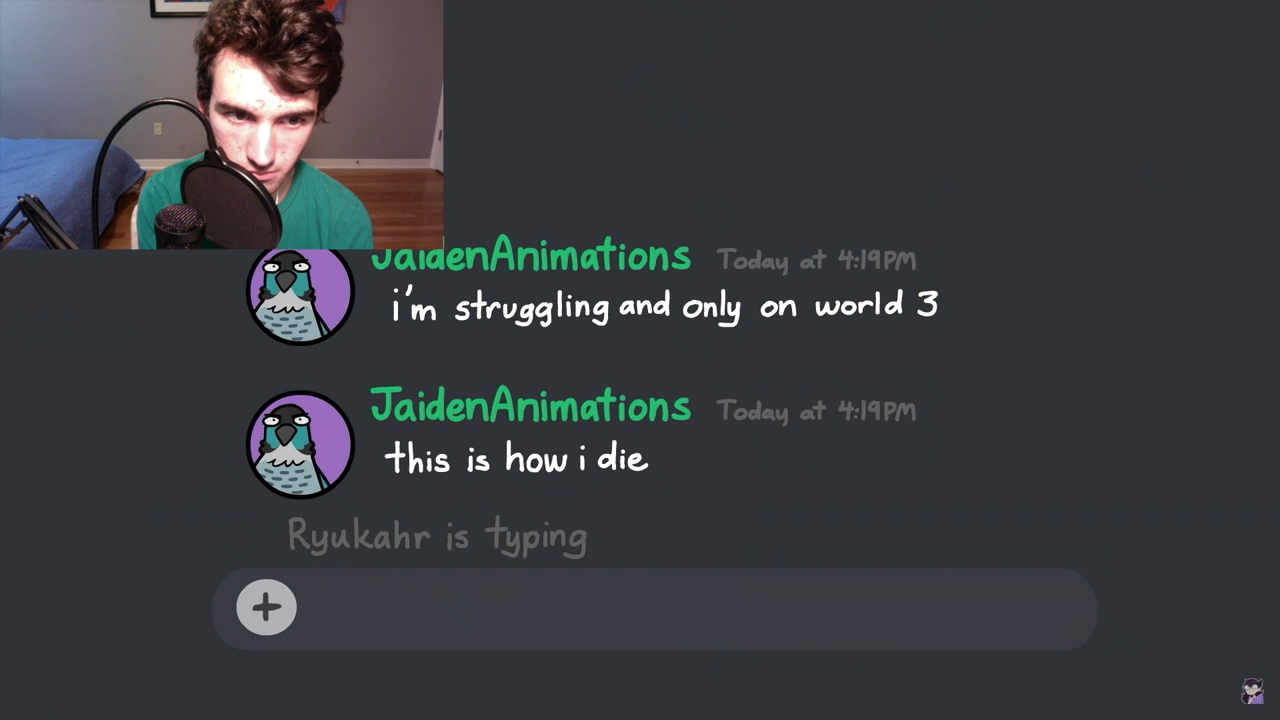 JaidenAnimations Today at 4:19PM
i'm struggling and only on world 3
JaidenAnimations Today at 4:19PM
this is how i die
Ryukahr is typing